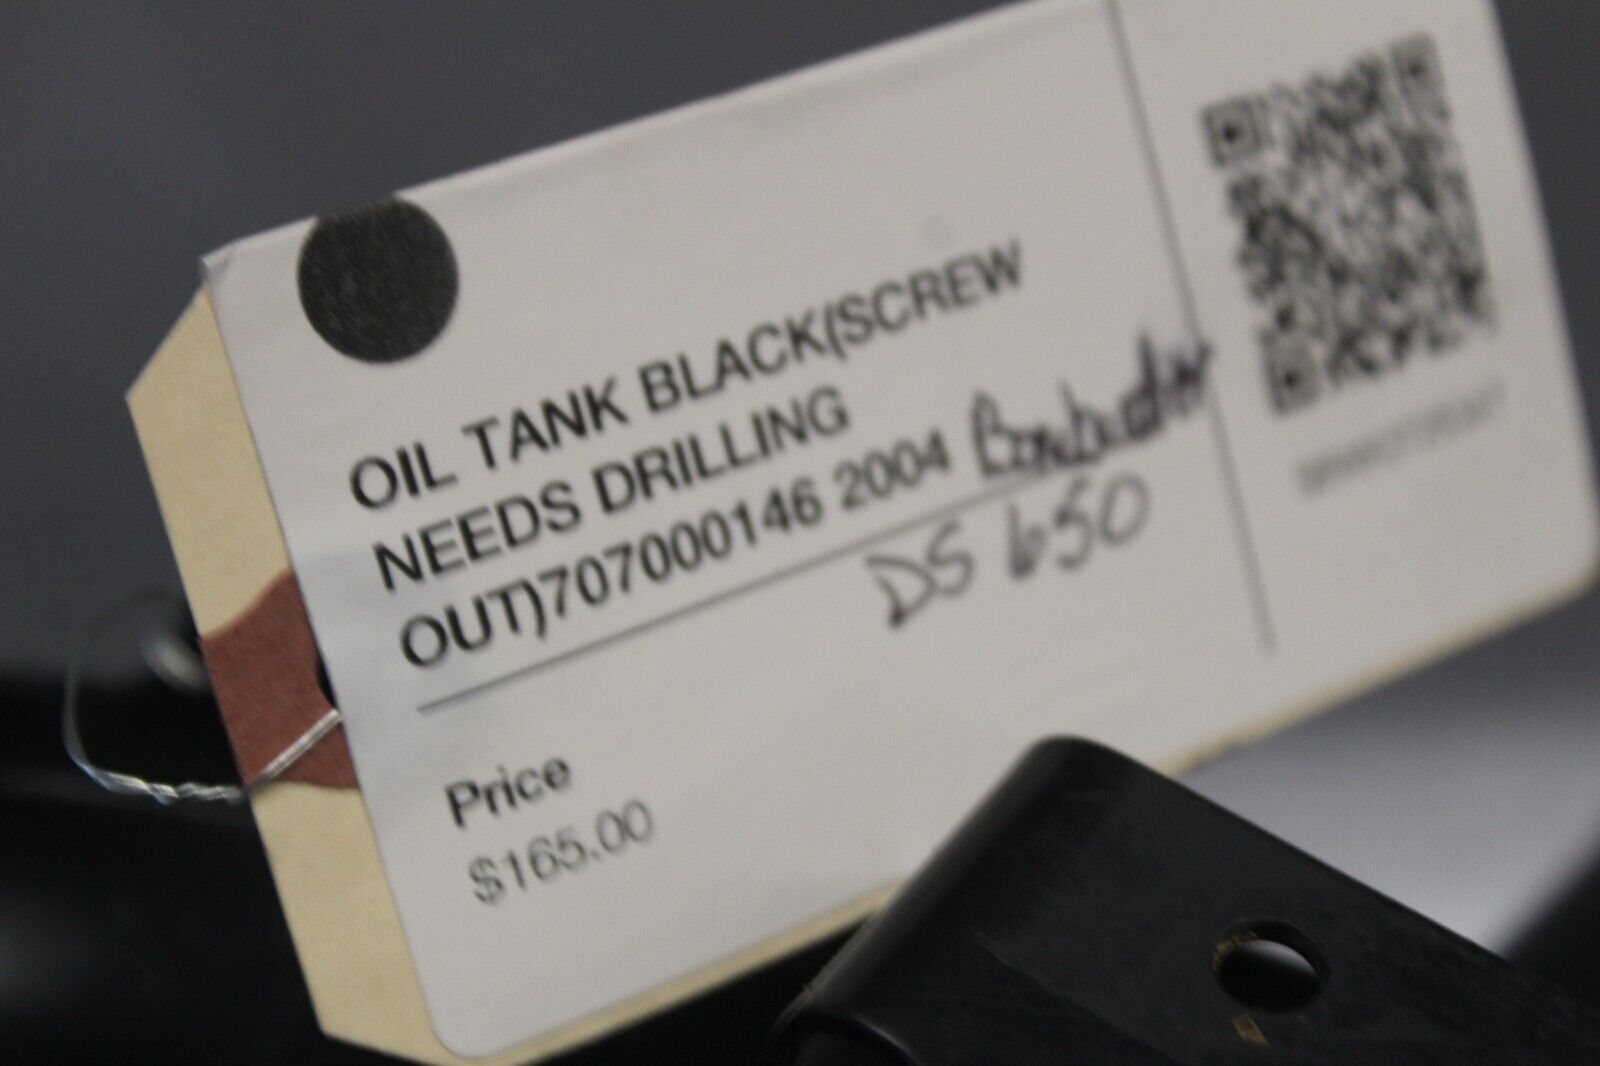 OIL TANK BLACK(SCREW
NEEDS DRILLING
OUT)707000146 2004 Bombardier
DS 650
Price
$165.00